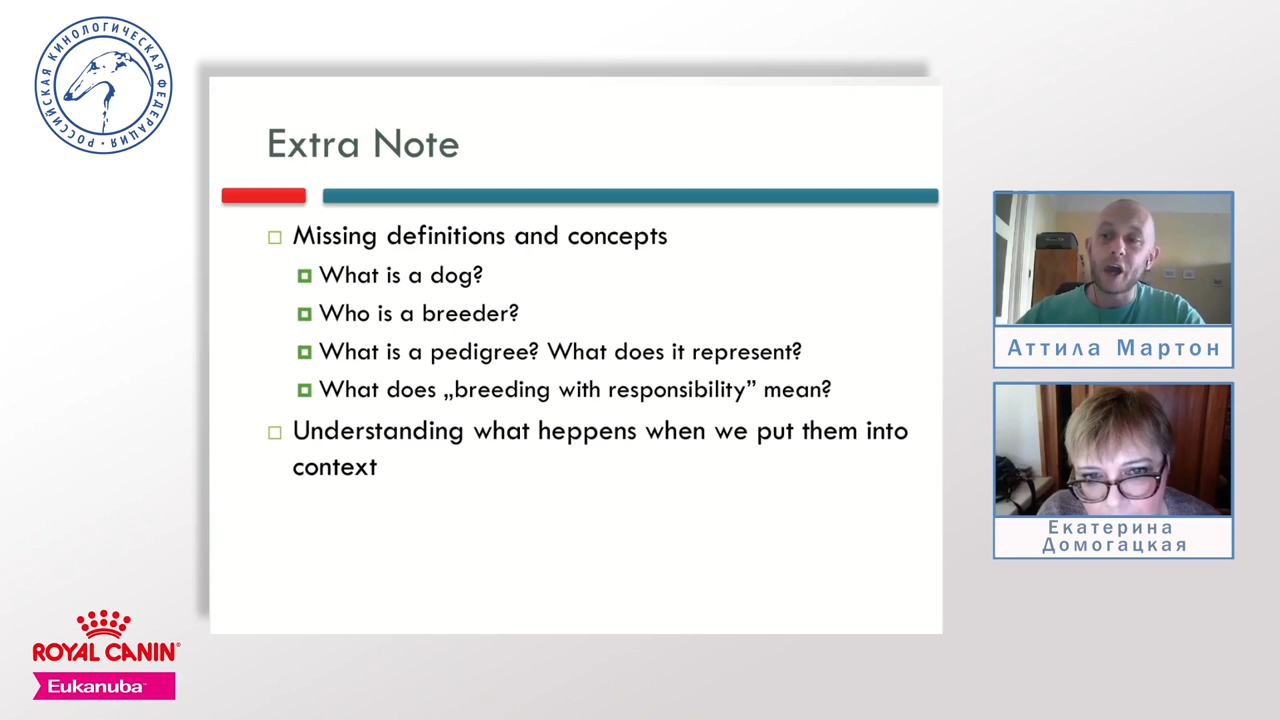 РОССИЙСКАЯ КИНОЛОГИЧЕСКАЯ ФЕДЕРАЦИЯ
Extra Note
Missing definitions and concepts
What is a dog?
Who is a breeder?
What is a pedigree? What does it represent?
What does „breeding with responsibility” mean?
Understanding what heppens when we put them into
context
Аттила Мартон
Екатерина
Домогацкая
ROYAL CANIN®
Eukanuba™